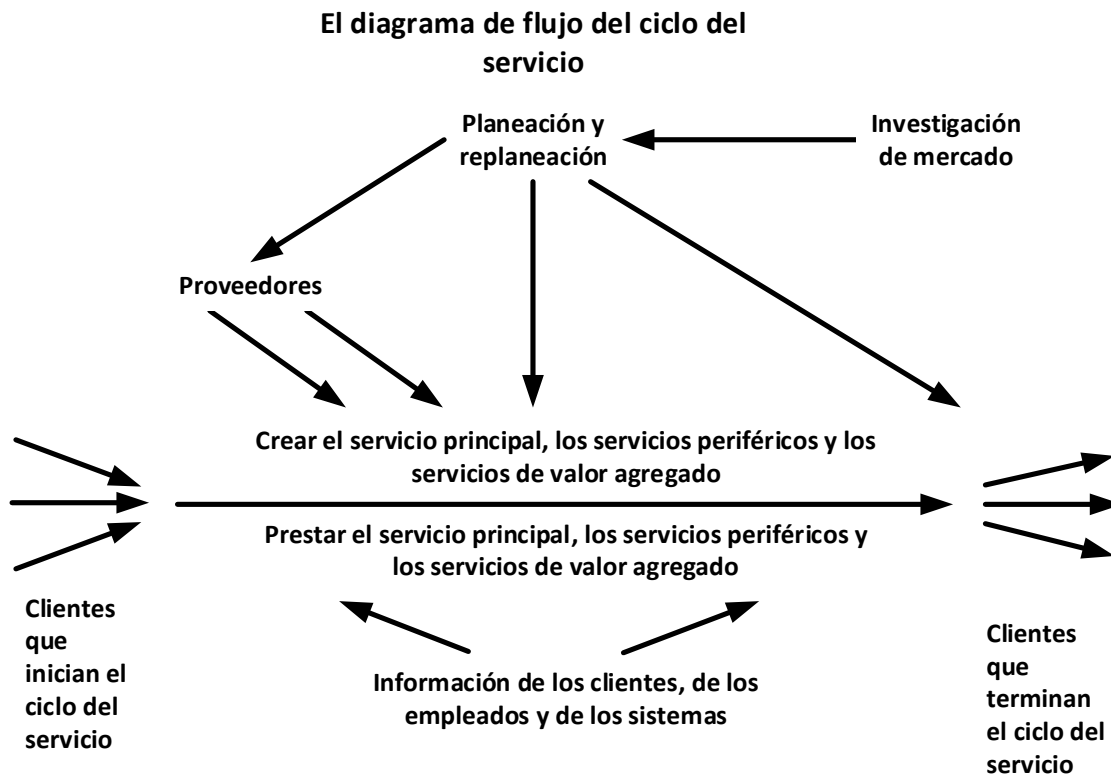 El diagrama de flujo del ciclo del
servicio
Planeación y
replaneación
Investigación
de mercado
Proveedores
Crear el servicio principal, los servicios periféricos y los
servicios de valor agregado
Prestar el servicio principal, los servicios periféricos y
los servicios de valor agregado
Clientes
que
inician el
ciclo del
servicio
Información de los clientes, de los
empleados y de los sistemas
Clientes
que
terminan
el ciclo del
servicio